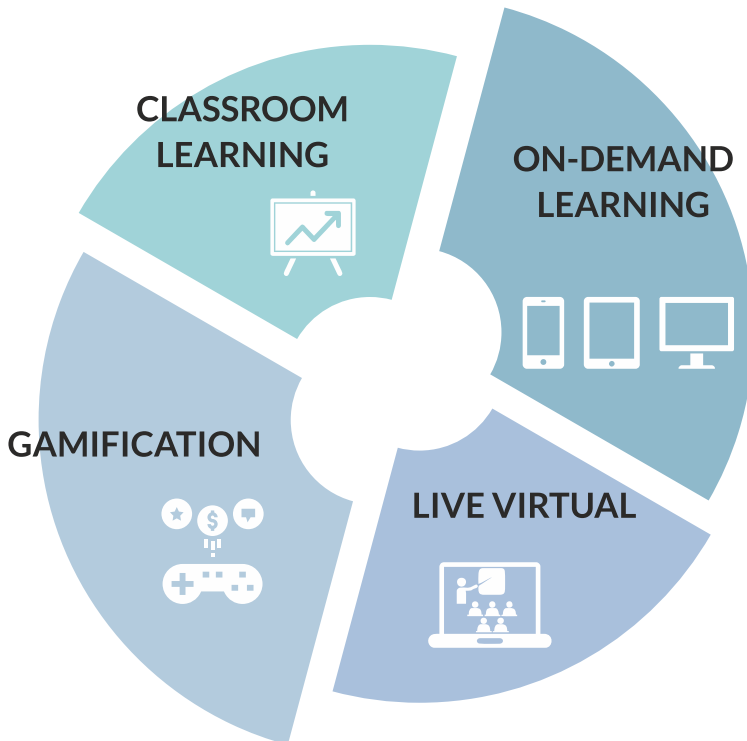 CLASSROOM
LEARNING
ON-DEMAND
LEARNING
GAMIFICATION
LIVE VIRTUAL
$